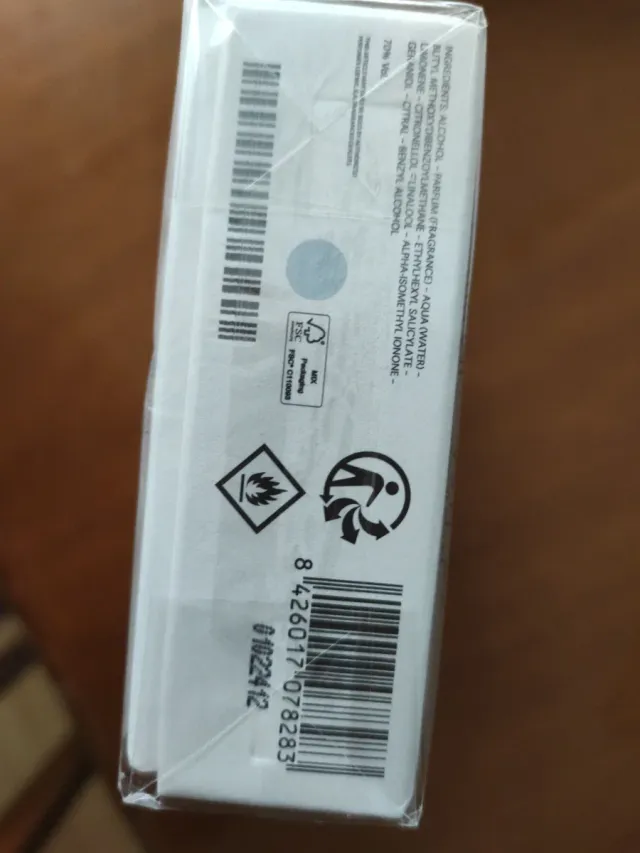 INGREDIENTS: ALCOHOL - PARFUM (FRAGRANCE) - AQUA (WATER) -
BUTYL METHOXYDIBENZOYLMETHANE - ETHYLHEXYL SALICYLATE -
LIMONENE - CITRONELLOL - LINALOOL - ALPHA-ISOMETHYL IONONE -
GERANIOL - CITRAL - BENZYL ALCOHOL
70% Vol.
FSC
MIX
Packaging
FSC® C110098
8 426017 078283
01022412